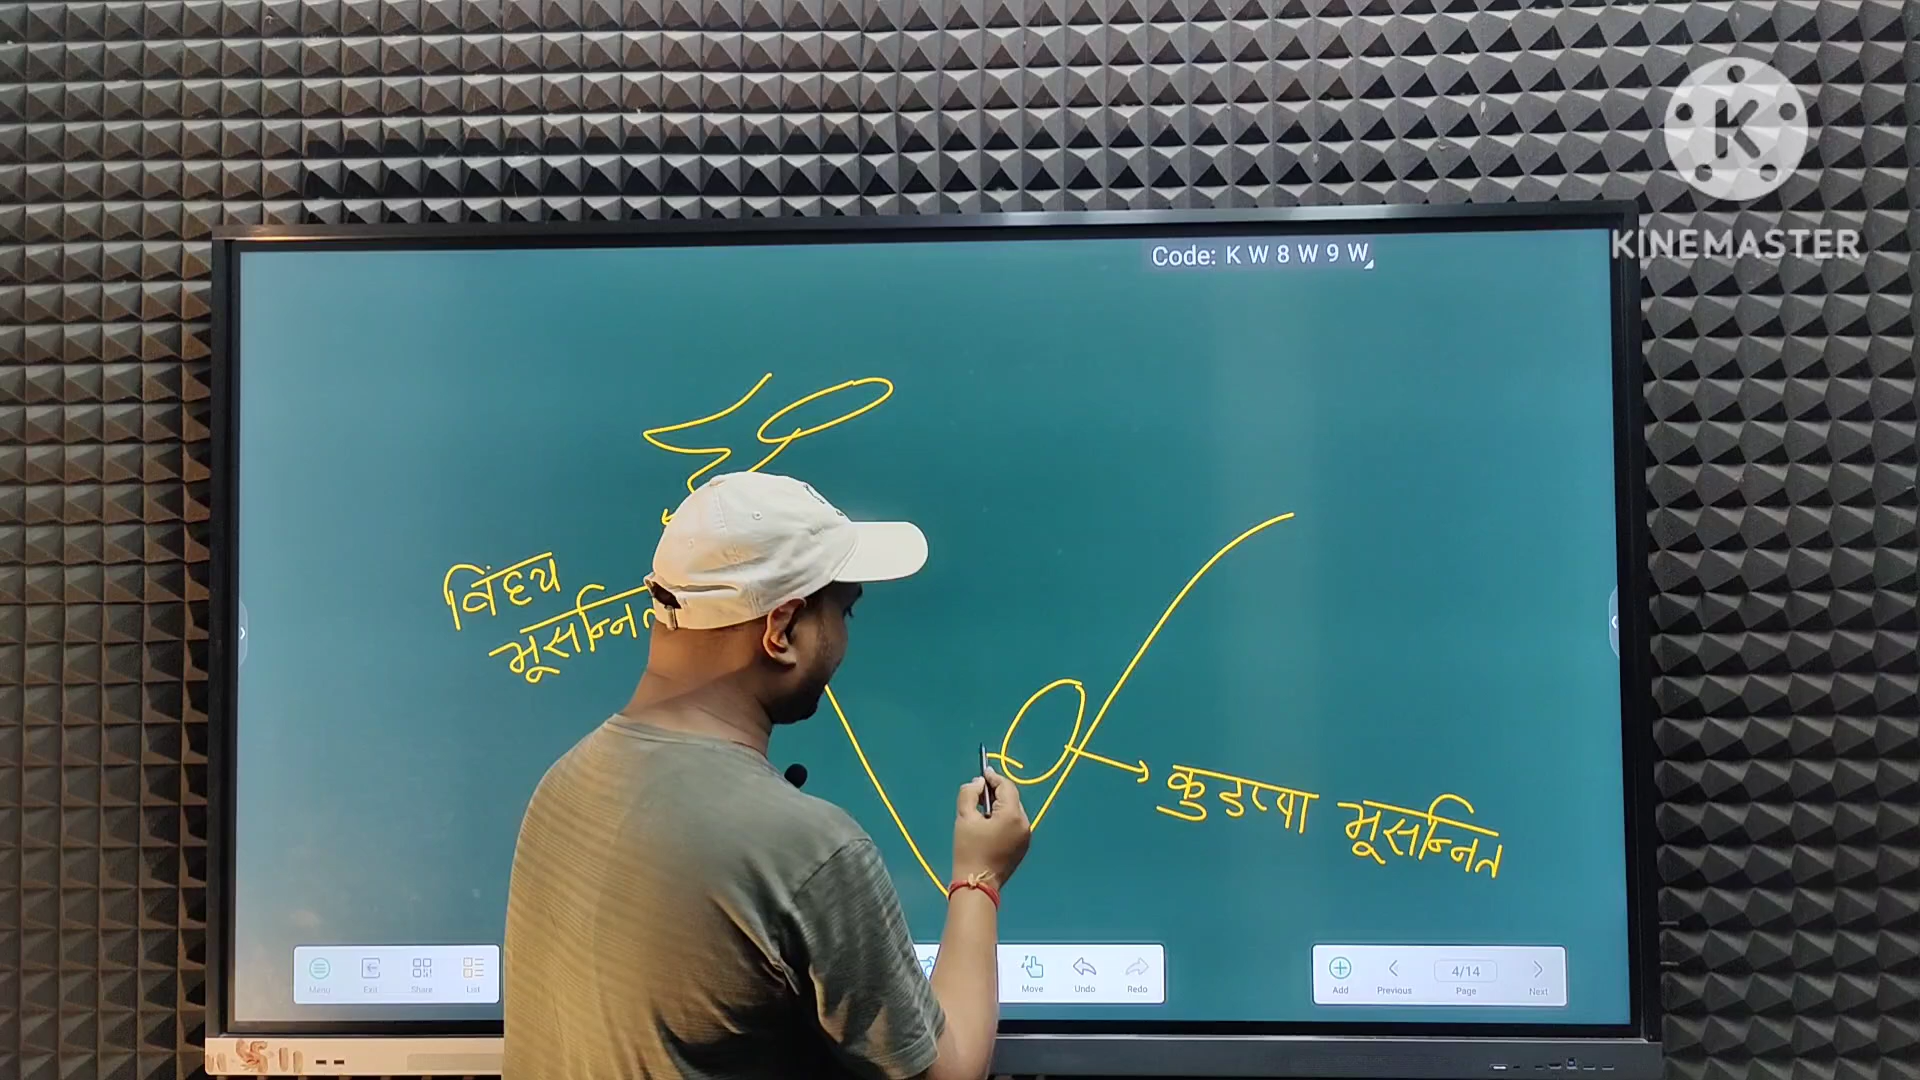 KINEMASTER
Code: K W 8 W 9 W
विंध्य
भूसन्नित
कुडप्पा भूसन्नित
Menu Exit Share List Move Undo Redo Add Previous 4/14 Page Next